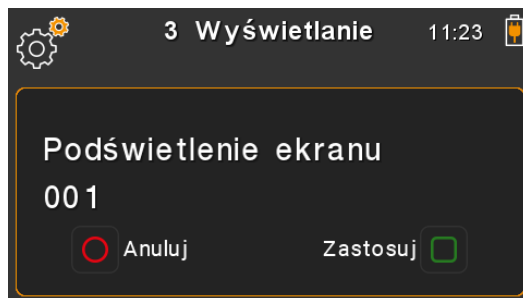 3 Wyświetlanie 11:23
Podświetlenie ekranu
001
Anuluj Zastosuj